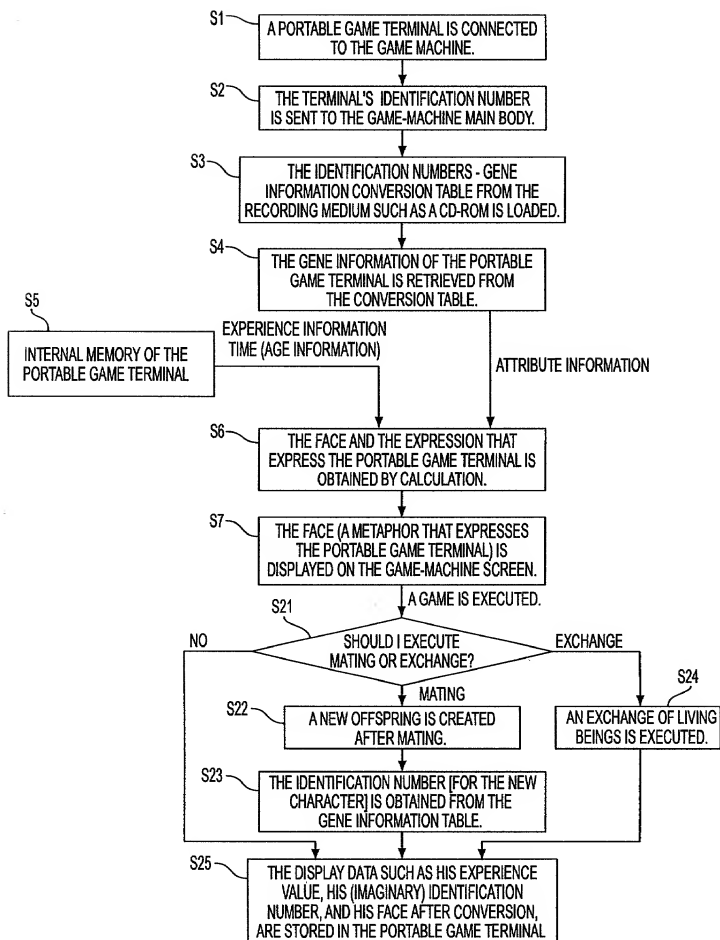 S1
A PORTABLE GAME TERMINAL IS CONNECTED
TO THE GAME MACHINE.
S2
THE TERMINAL'S IDENTIFICATION NUMBER
IS SENT TO THE GAME-MACHINE MAIN BODY.
S3
THE IDENTIFICATION NUMBERS - GENE
INFORMATION CONVERSION TABLE FROM THE
RECORDING MEDIUM SUCH AS A CD-ROM IS LOADED.
S4
THE GENE INFORMATION OF THE PORTABLE
GAME TERMINAL IS RETRIEVED FROM
THE CONVERSION TABLE.
S5
INTERNAL MEMORY OF THE
PORTABLE GAME TERMINAL
EXPERIENCE INFORMATION
TIME (AGE INFORMATION)
ATTRIBUTE INFORMATION
S6
THE FACE AND THE EXPRESSION THAT
EXPRESS THE PORTABLE GAME TERMINAL IS
OBTAINED BY CALCULATION.
S7
THE FACE (A METAPHOR THAT EXPRESSES
THE PORTABLE GAME TERMINAL) IS
DISPLAYED ON THE GAME-MACHINE SCREEN.
A GAME IS EXECUTED.
S21
NO
SHOULD I EXECUTE
MATING OR EXCHANGE?
EXCHANGE
MATING
S22
A NEW OFFSPRING IS CREATED
AFTER MATING.
S24
AN EXCHANGE OF LIVING
BEINGS IS EXECUTED.
S23
THE IDENTIFICATION NUMBER [FOR THE NEW
CHARACTER] IS OBTAINED FROM THE
GENE INFORMATION TABLE.
S25
THE DISPLAY DATA SUCH AS HIS EXPERIENCE
VALUE, HIS (IMAGINARY) IDENTIFICATION
NUMBER, AND HIS FACE AFTER CONVERSION,
ARE STORED IN THE PORTABLE GAME TERMINAL